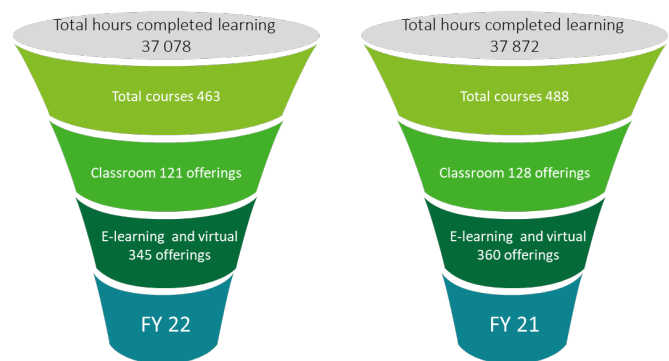 Total hours completed learning
37 078
Total courses 463
Classroom 121 offerings
E-learning and virtual
345 offerings
FY 22
Total hours completed learning
37 872
Total courses 488
Classroom 128 offerings
E-learning and virtual
360 offerings
FY 21